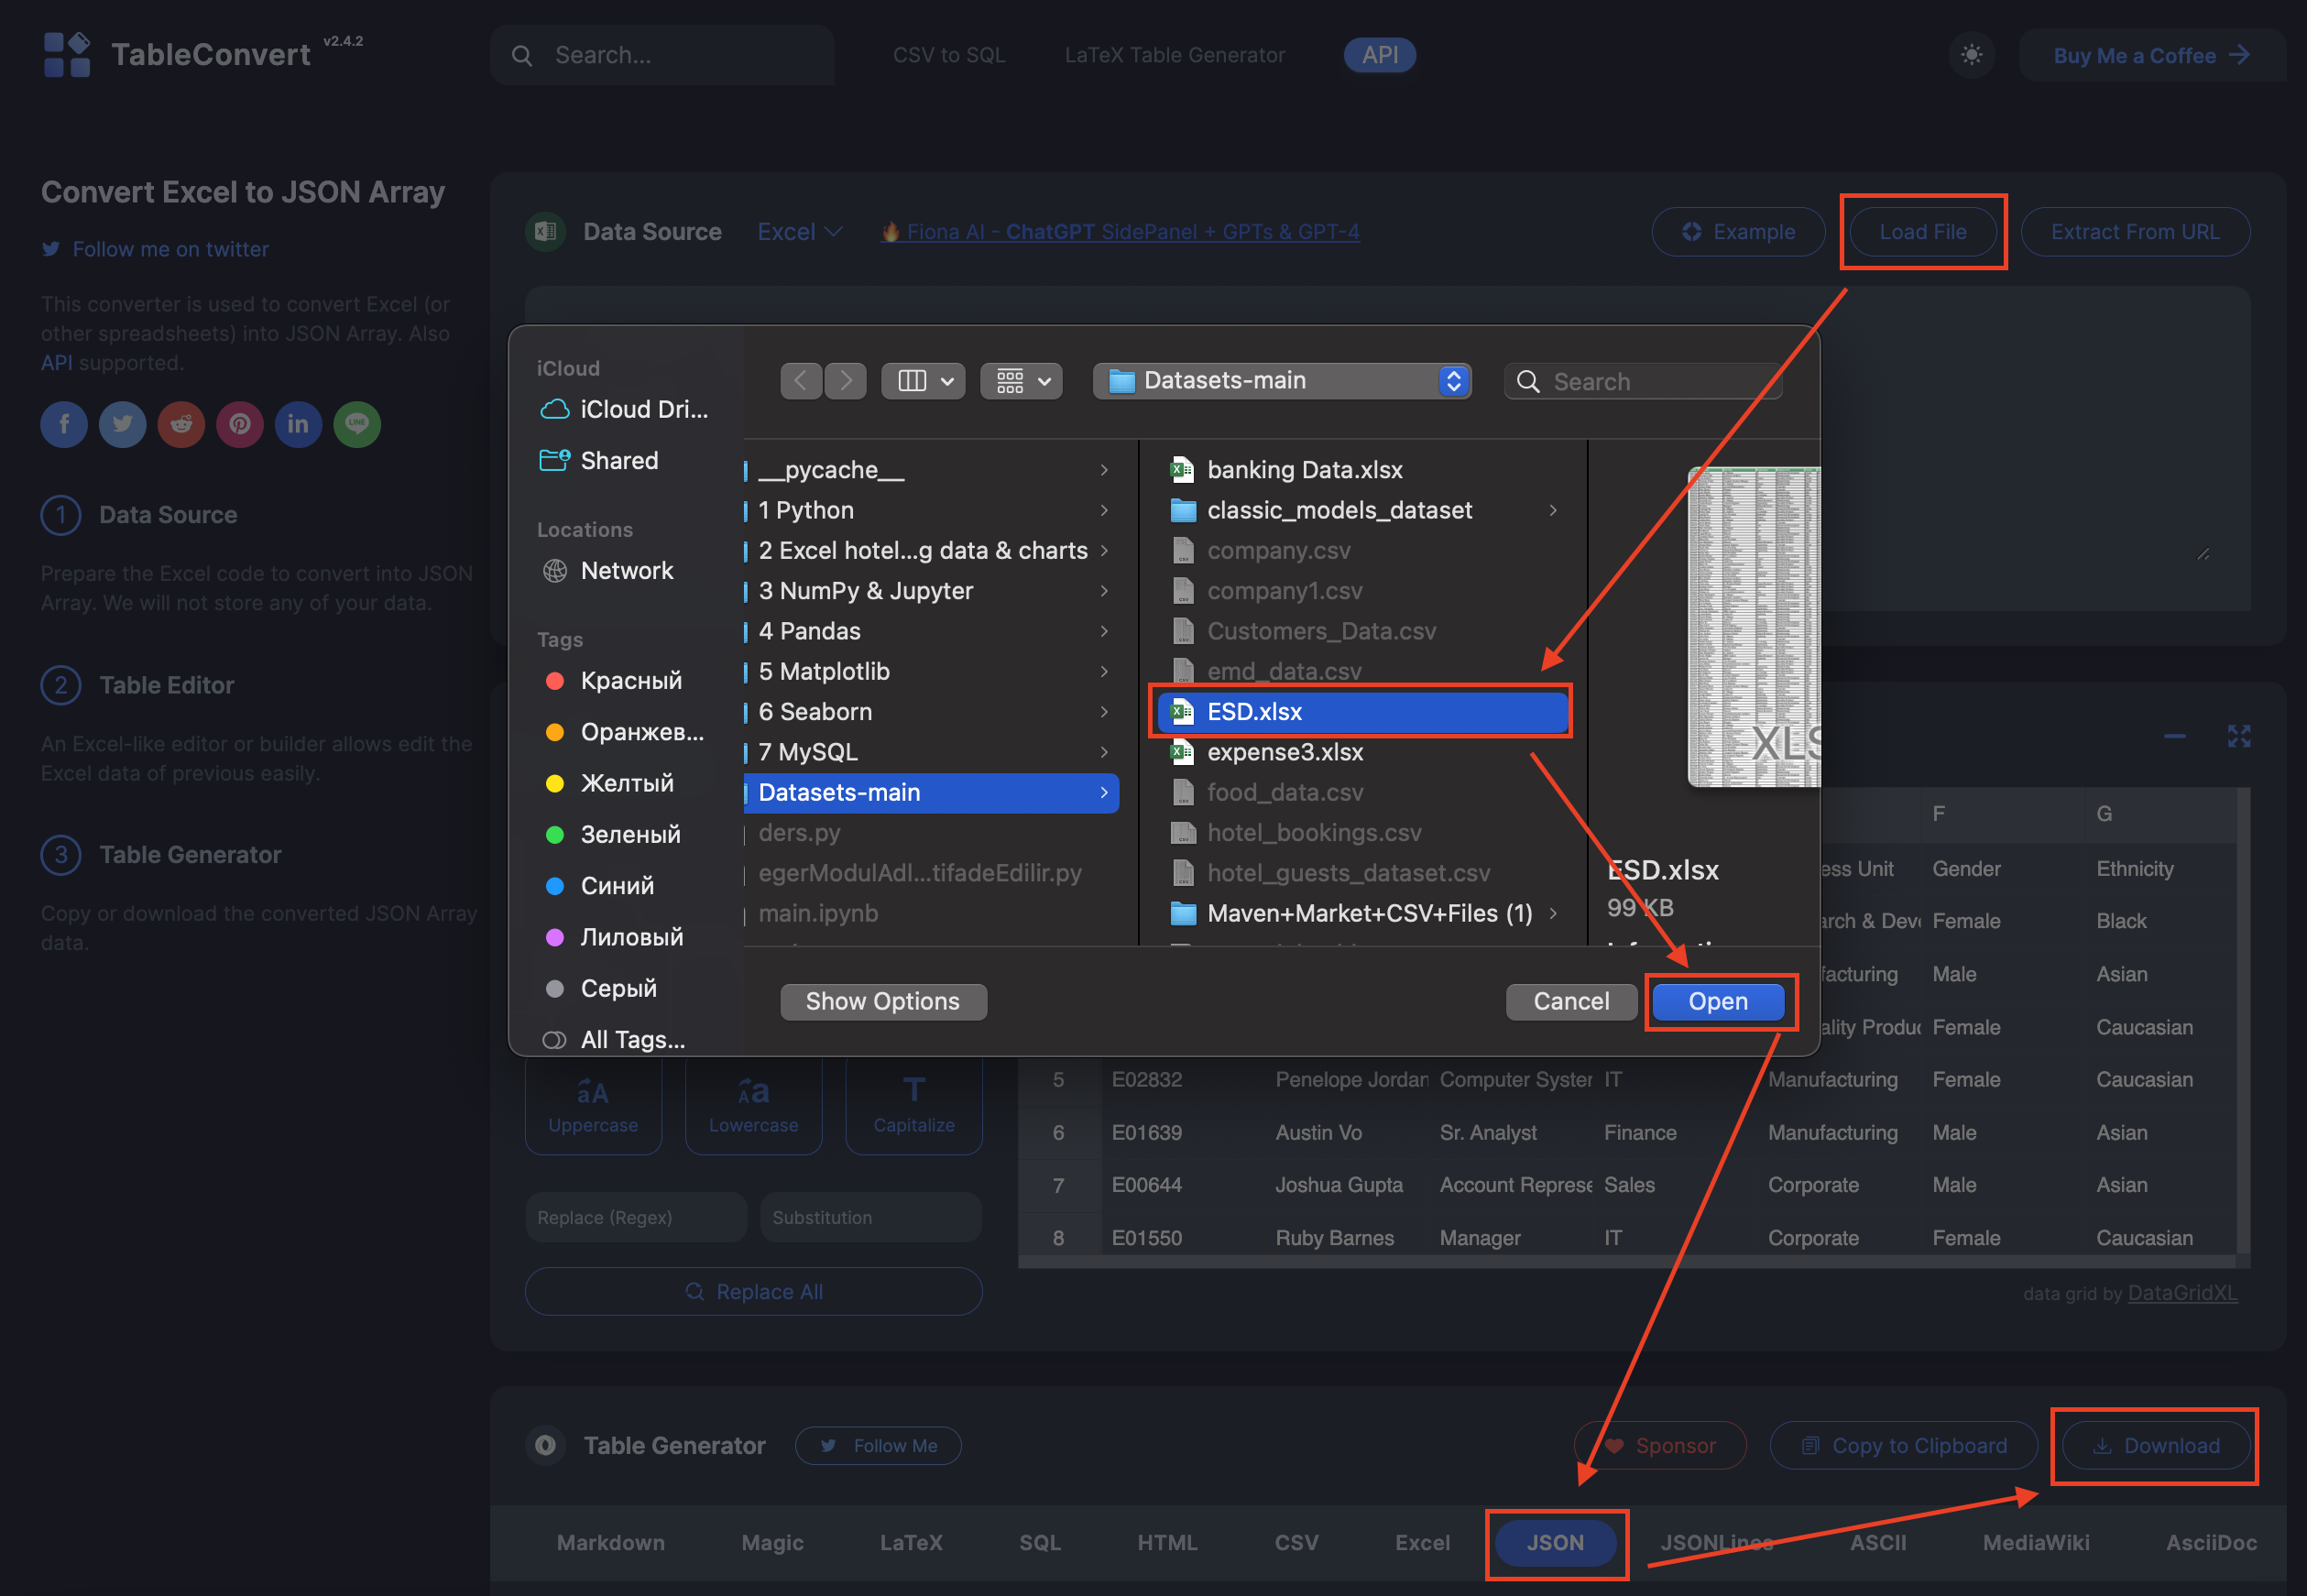 TableConvert v2.4.2
Search...
CSV to SQL
LaTeX Table Generator
API
Buy Me a Coffee
Convert Excel to JSON Array
Follow me on twitter
This converter is used to convert Excel (or
other spreadsheets) into JSON Array. Also
API supported.
LINE
1 Data Source
Prepare the Excel code to convert into JSON
Array. We will not store any of your data.
2 Table Editor
An Excel-like editor or builder allows edit the
Excel data of previous easily.
3 Table Generator
Copy or download the converted JSON Array
data.
Data Source
Excel
Fiona AI - ChatGPT SidePanel + GPTs & GPT-4
Example
Load File
Extract From URL
iCloud
iCloud Dri...
Shared
Locations
Network
Tags
Красный
Оранжев...
Желтый
Зеленый
Синий
Лиловый
Серый
All Tags...
Datasets-main
Search
__pycache__
1 Python
2 Excel hotel...g data & charts
3 NumPy & Jupyter
4 Pandas
5 Matplotlib
6 Seaborn
7 MySQL
Datasets-main
ders.py
egerModulAdl...tifadeEdilir.py
main.ipynb
banking Data.xlsx
classic_models_dataset
company.csv
company1.csv
Customers_Data.csv
emd_data.csv
ESD.xlsx
expense3.xlsx
food_data.csv
hotel_bookings.csv
hotel_guests_dataset.csv
Maven+Market+CSV+Files (1)
XLS
ESD.xlsx
99 KB
Show Options
Cancel
Open
F G
ess Unit Gender Ethnicity
arch & Deve Female Black
facturing Male Asian
ality Produc Female Caucasian
5 E02832 Penelope Jordan Computer System IT Manufacturing Female Caucasian
6 E01639 Austin Vo Sr. Analyst Finance Manufacturing Male Asian
7 E00644 Joshua Gupta Account Represe Sales Corporate Male Asian
8 E01550 Ruby Barnes Manager IT Corporate Female Caucasian
Uppercase
Lowercase
Capitalize
Replace (Regex)
Substitution
Replace All
data grid by DataGridXL
Table Generator
Follow Me
Sponsor
Copy to Clipboard
Download
Markdown
Magic
LaTeX
SQL
HTML
CSV
Excel
JSON
JSONLines
ASCII
MediaWiki
AsciiDoc